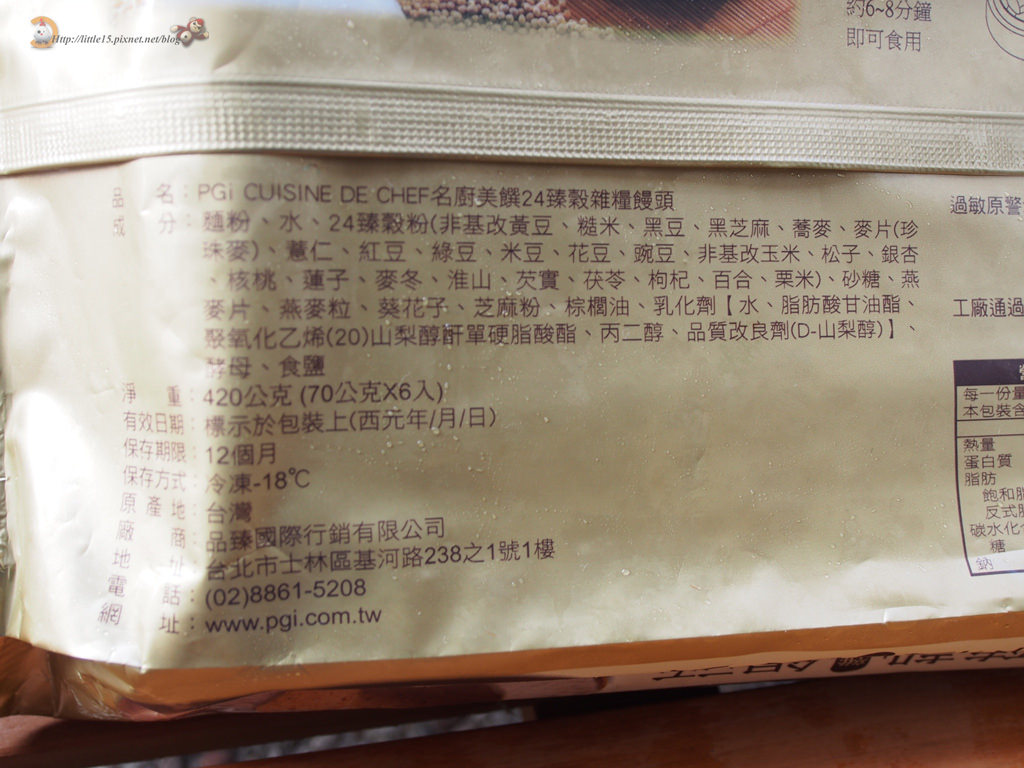 Http://little15.pixnet.net/blog
約6~8分鐘
即可食用
品名：PGi CUISINE DE CHEF名廚美饌24臻穀雜糧饅頭
成分：麵粉、水、24臻穀粉(非基改黃豆、糙米、黑豆、黑芝麻、蕎麥、麥片(珍
珠麥)、薏仁、紅豆、綠豆、米豆、花豆、豌豆、非基改玉米、松子、銀杏
、核桃、蓮子、麥冬、淮山、芡實、茯苓、枸杞、百合、栗米)、砂糖、燕
麥片、燕麥粒、葵花子、芝麻粉、棕櫚油、乳化劑【水、脂肪酸甘油酯、
聚氧化乙烯(20)山梨醇酐單硬脂酸酯、丙二醇、品質改良劑(D-山梨醇)】、
酵母、食鹽
淨重：420公克 (70公克X6入)
有效日期：標示於包裝上(西元年/月/日)
保存期限：12個月
保存方式：冷凍-18℃
原產地：台灣
廠商：品臻國際行銷有限公司
地址：台北市士林區基河路238之1號1樓
電話：(02)8861-5208
網址：www.pgi.com.tw
過敏原警
工廠通過
每一份量
本包裝含
熱量
蛋白質
脂肪
飽和脂
反式脂
碳水化
糖
鈉